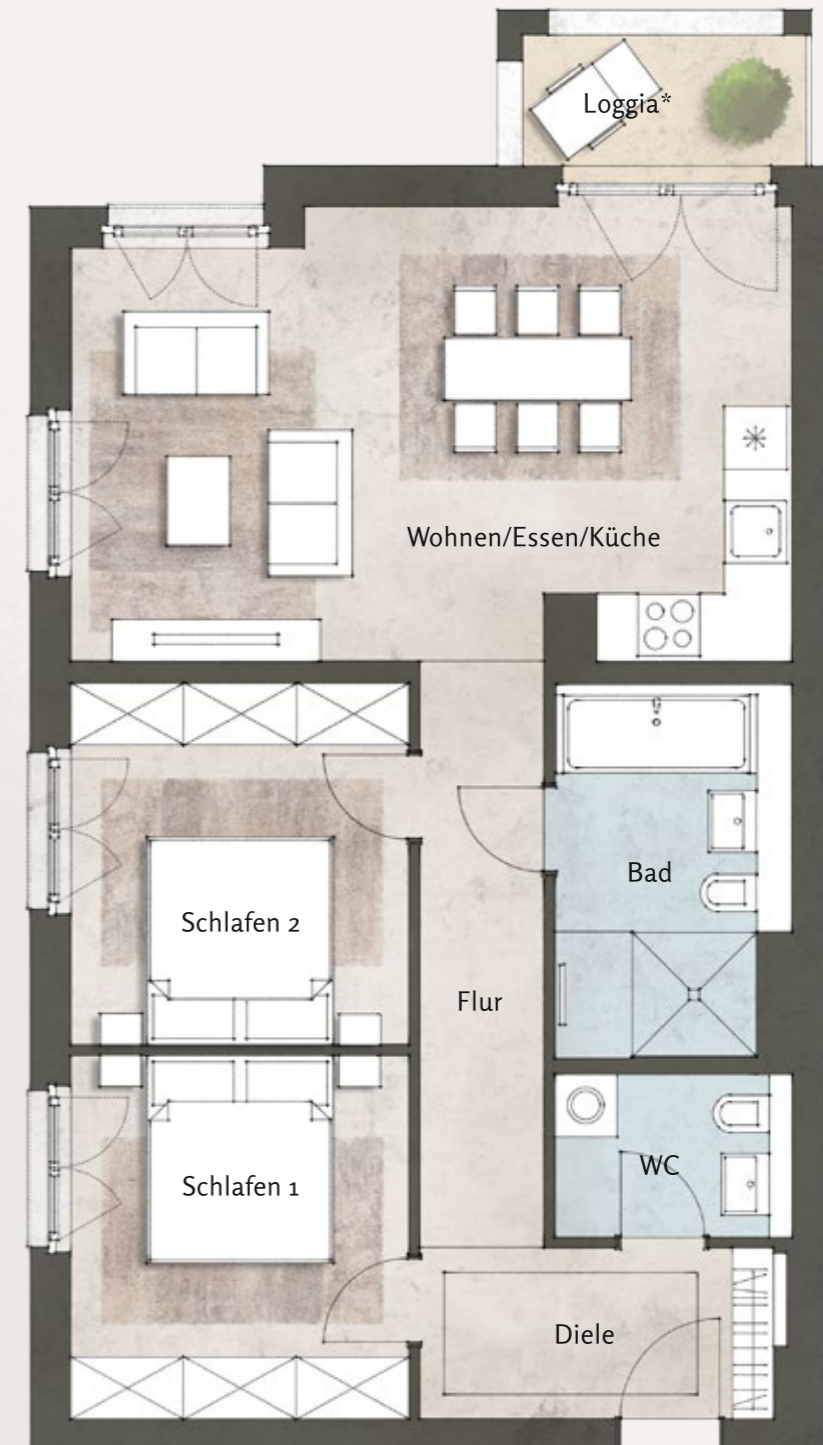 Loggia*
Wohnen/Essen/Küche
Bad
Schlafen 2
Flur
WC
Schlafen 1
Diele